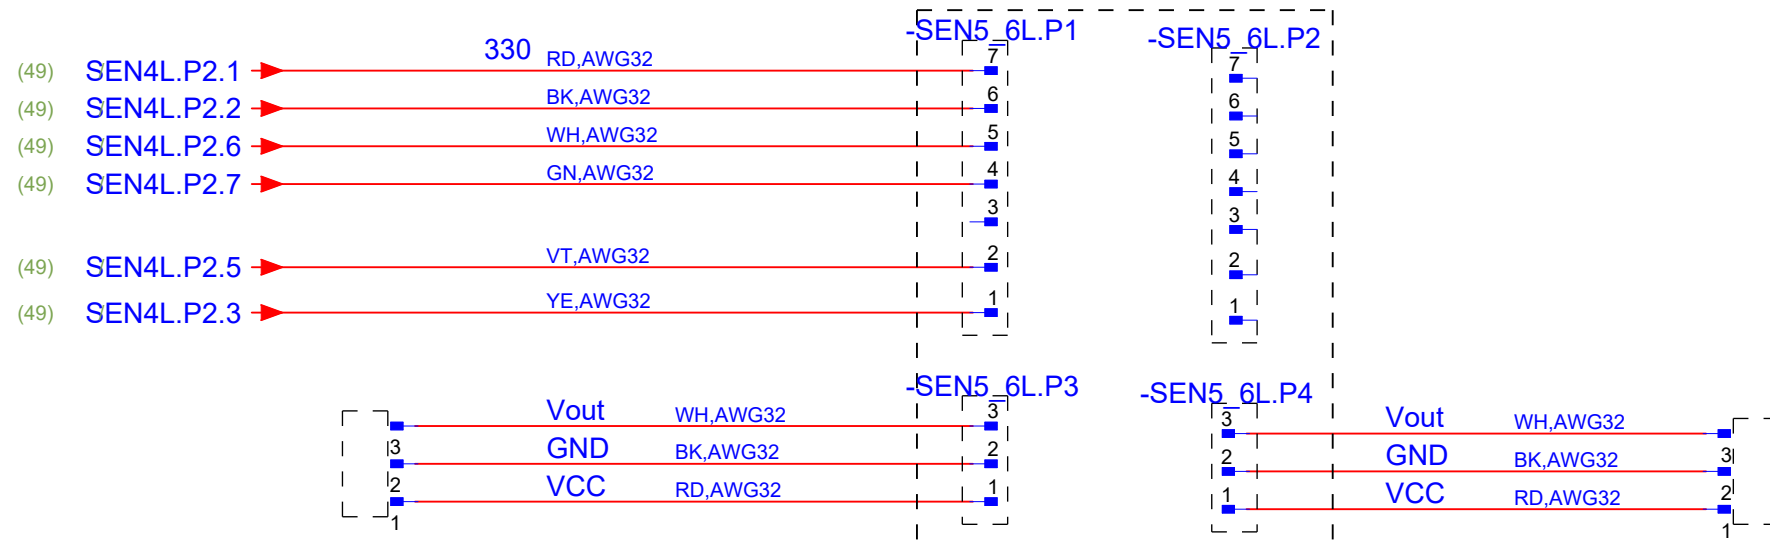 -SEN5_6L.P1
-SEN5_6L.P2
(49) SEN4L.P2.1 330 RD,AWG32 7 7
(49) SEN4L.P2.2 BK,AWG32 6 6
(49) SEN4L.P2.6 WH,AWG32 5 5
(49) SEN4L.P2.7 GN,AWG32 4 4
3 3
(49) SEN4L.P2.5 VT,AWG32 2 2
(49) SEN4L.P2.3 YE,AWG32 1 1
-SEN5_6L.P3
-SEN5_6L.P4
Vout WH,AWG32 3 3 Vout WH,AWG32
3 GND BK,AWG32 2 2 GND BK,AWG32 3
2 VCC RD,AWG32 1 1 VCC RD,AWG32 2
1 1